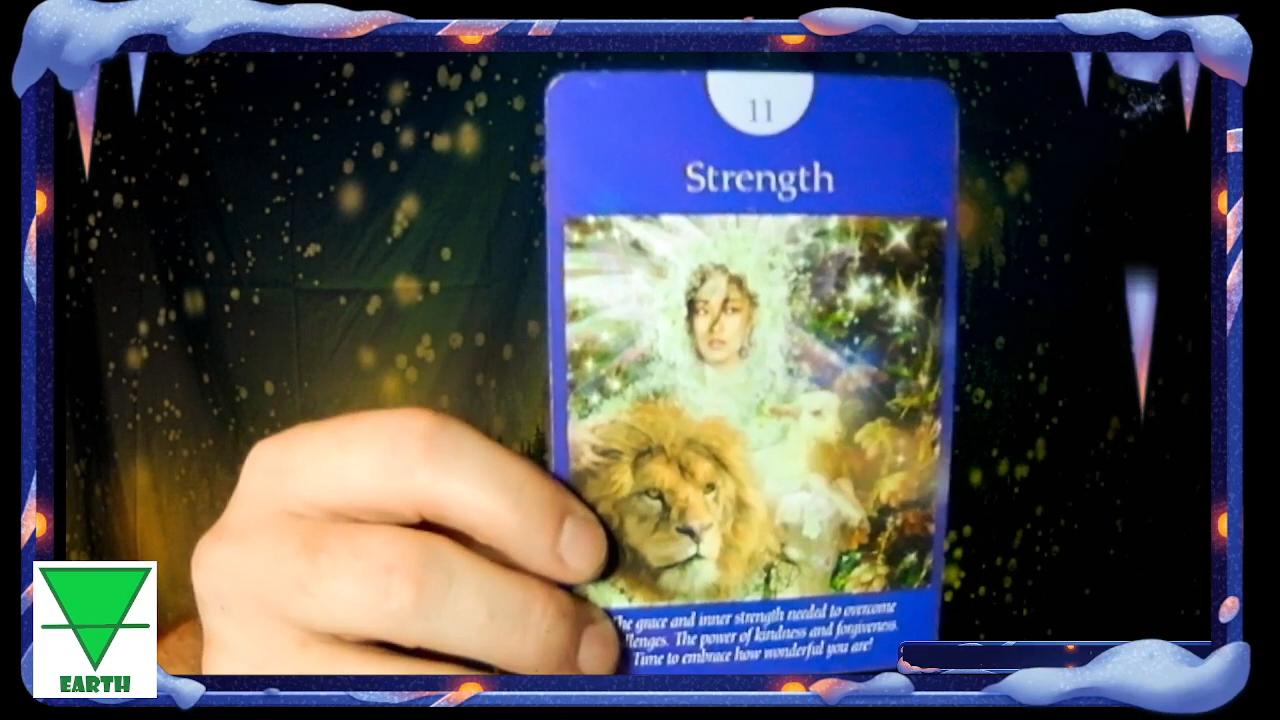 11
Strength
The grace and inner strength needed to overcome
The power of kindness and forgiveness.
Time to embrace how wonderful you are!
EARTH